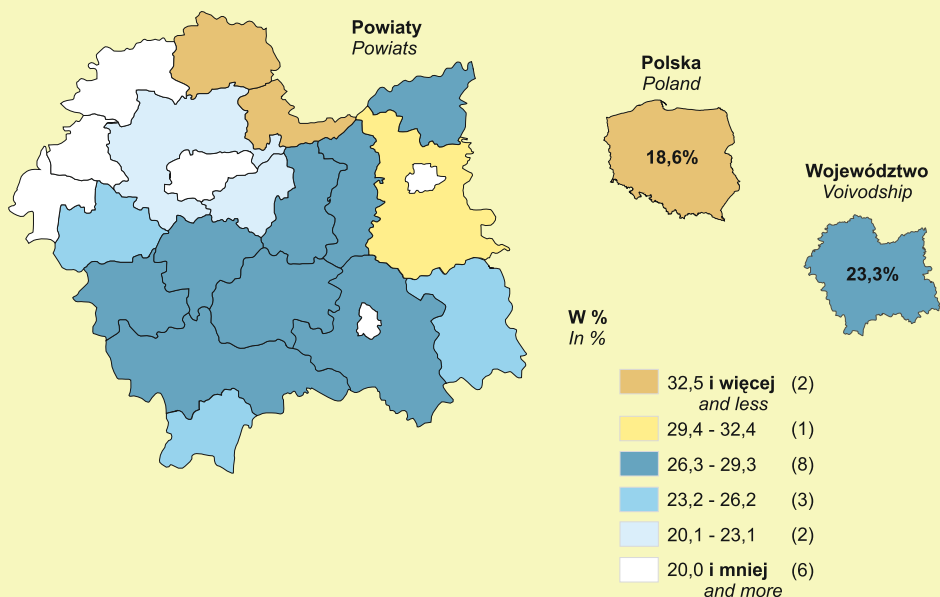 Powiaty
Powiats
Polska
Poland
18,6%
Województwo
Voivodship
23,3%
W %
In %
32,5 i więcej (2)
and less
29,4 - 32,4 (1)
26,3 - 29,3 (8)
23,2 - 26,2 (3)
20,1 - 23,1 (2)
20,0 i mniej (6)
and more